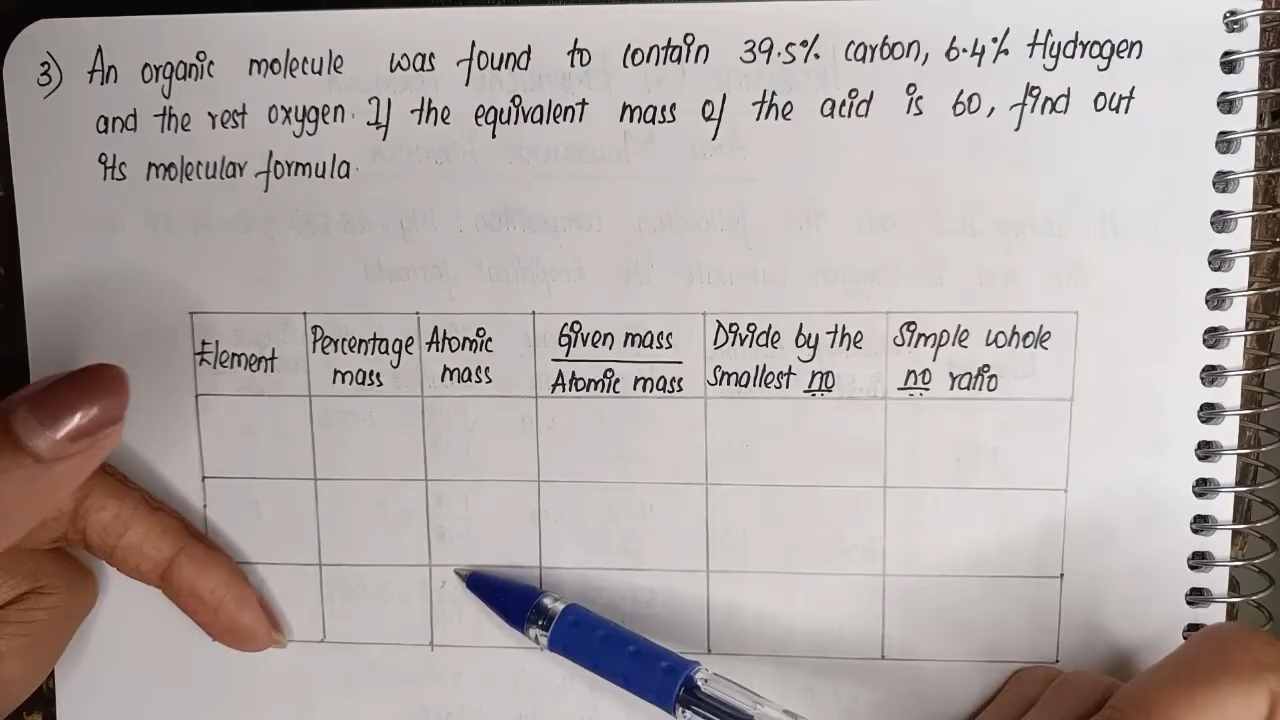 3) An organic molecule was found to contain 39.5% carbon, 6.4% Hydrogen
and the rest oxygen. If the equivalent mass of the acid is 60, find out
its molecular formula.
Element
Percentage mass
Atomic mass
Given mass
Atomic mass
Divide by the
smallest no
Simple whole
no ratio